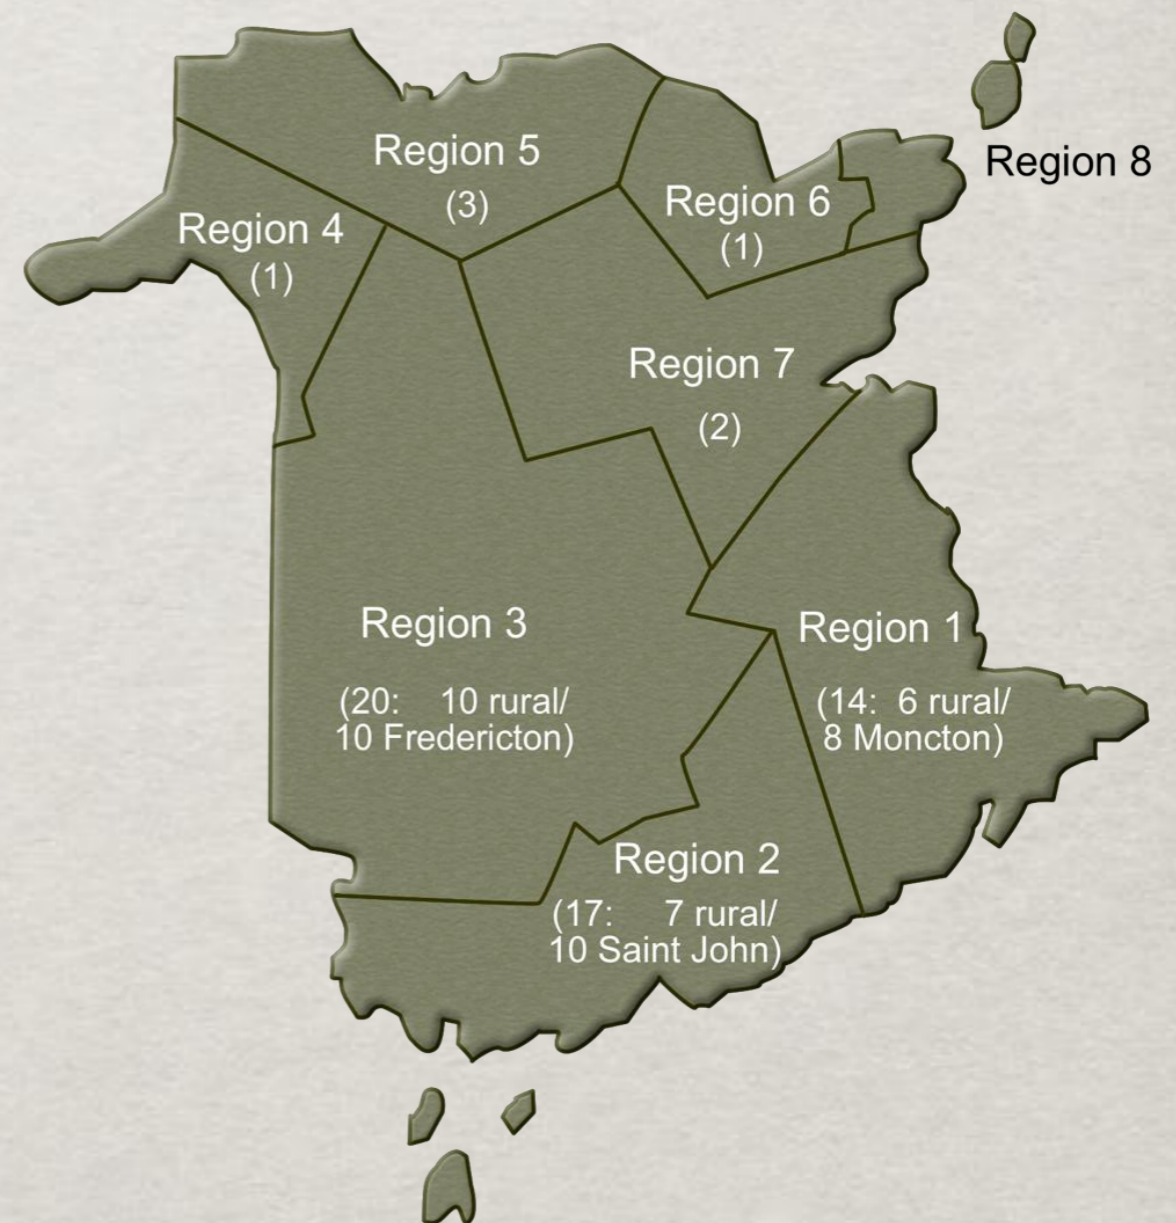 Region 5
(3)
Region 8
Region 6
(1)
Region 4
(1)
Region 7
(2)
Region 3
(20: 10 rural/
10 Fredericton)
Region 1
(14: 6 rural/
8 Moncton)
Region 2
(17: 7 rural/
10 Saint John)